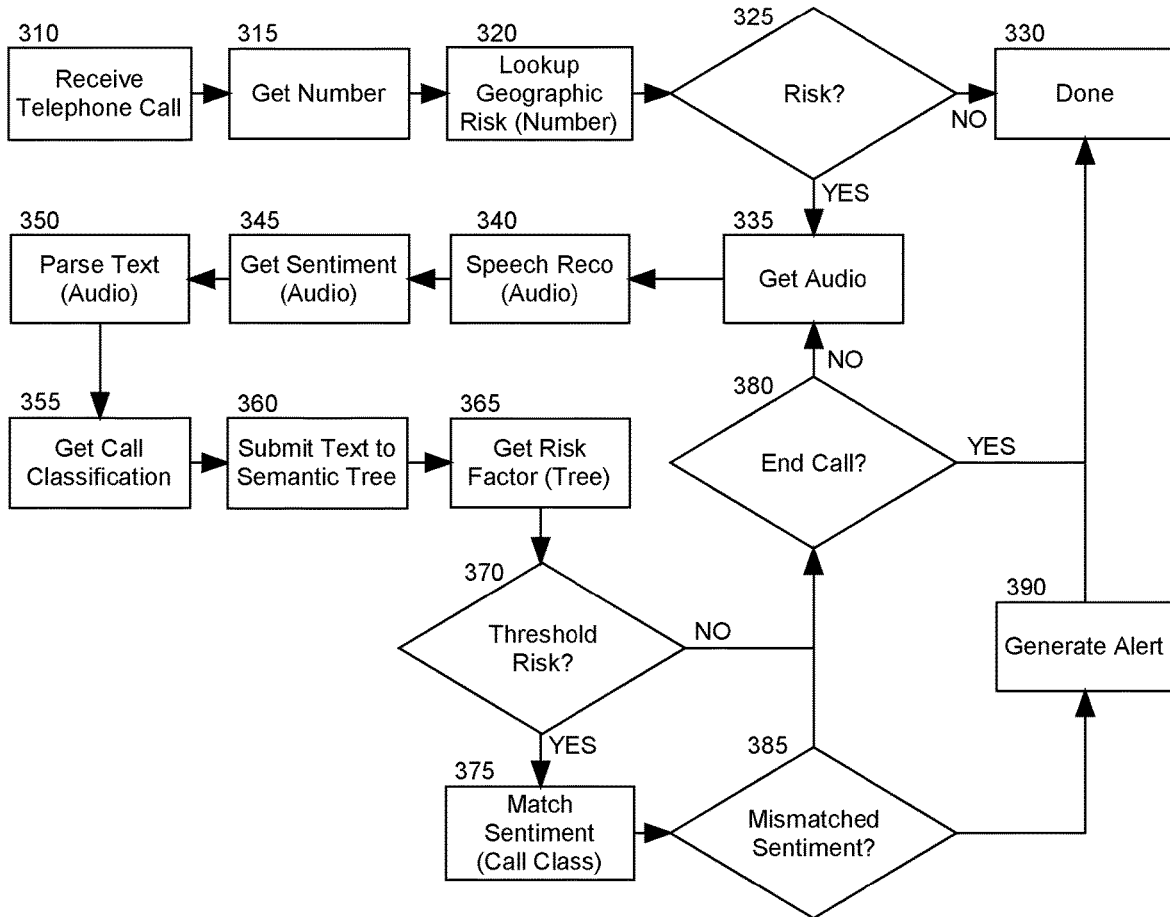 310
Receive
Telephone Call
315
Get Number
320
Lookup
Geographic
Risk (Number)
325
Risk?
NO
YES
330
Done
335
Get Audio
340
Speech Reco
(Audio)
345
Get Sentiment
(Audio)
350
Parse Text
(Audio)
355
Get Call
Classification
360
Submit Text to
Semantic Tree
365
Get Risk
Factor (Tree)
370
Threshold
Risk?
NO
YES
375
Match
Sentiment
(Call Class)
380
End Call?
NO
YES
385
Mismatched
Sentiment?
390
Generate Alert